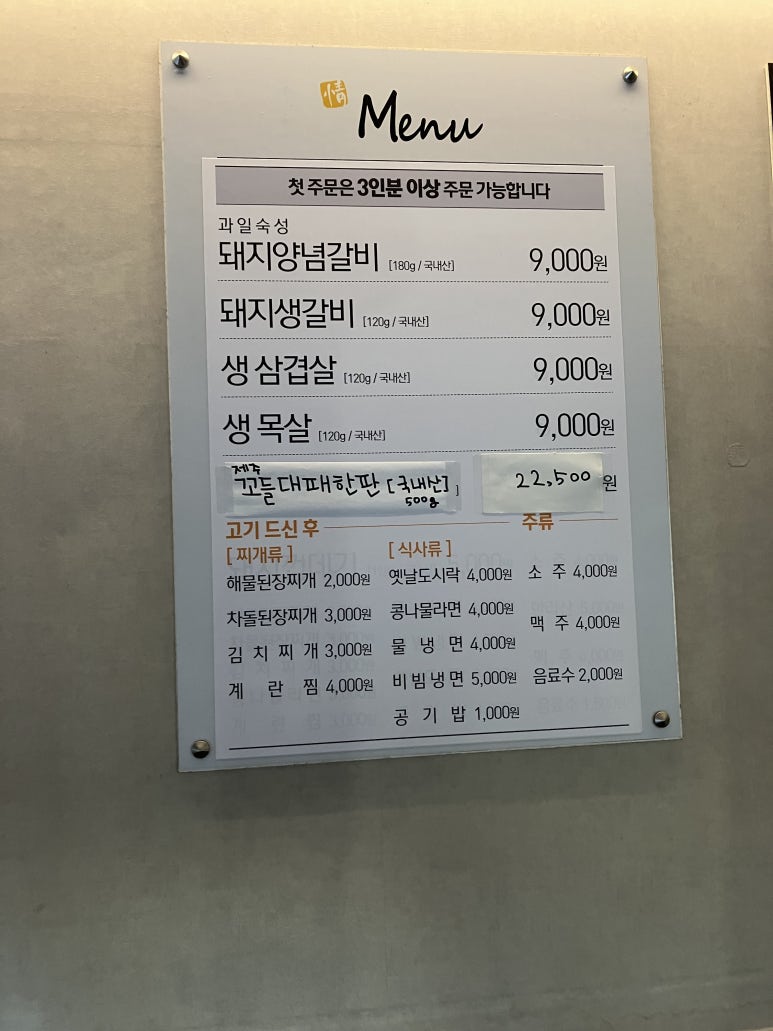 情
Menu
첫 주문은 3인분 이상 주문 가능합니다
과일숙성
돼지양념갈비 [180g / 국내산] 9,000원
돼지생갈비 [120g / 국내산] 9,000원
생 삼겹살 [120g / 국내산] 9,000원
생 목살 [120g / 국내산] 9,000원
제주
꼬들대패한판 [국내산] ] 22,500 원
500g
고기 드신 후
[ 찌개류 ]
해물된장찌개 2,000원
차돌된장찌개 3,000원
김 치 찌 개 3,000원
계 란 찜 4,000원
[ 식사류 ]
옛날도시락 4,000원
콩나물라면 4,000원
물 냉 면 4,000원
비 빔 냉 면 5,000원
공 기 밥 1,000원
주류
소 주 4,000원
맥 주 4,000원
음료수 2,000원